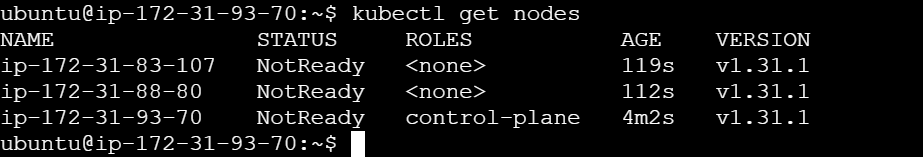 ubuntu@ip-172-31-93-70:~$ kubectl get nodes
NAME STATUS ROLES AGE VERSION
ip-172-31-83-107 NotReady <none> 119s v1.31.1
ip-172-31-88-80 NotReady <none> 112s v1.31.1
ip-172-31-93-70 NotReady control-plane 4m2s v1.31.1
ubuntu@ip-172-31-93-70:~$